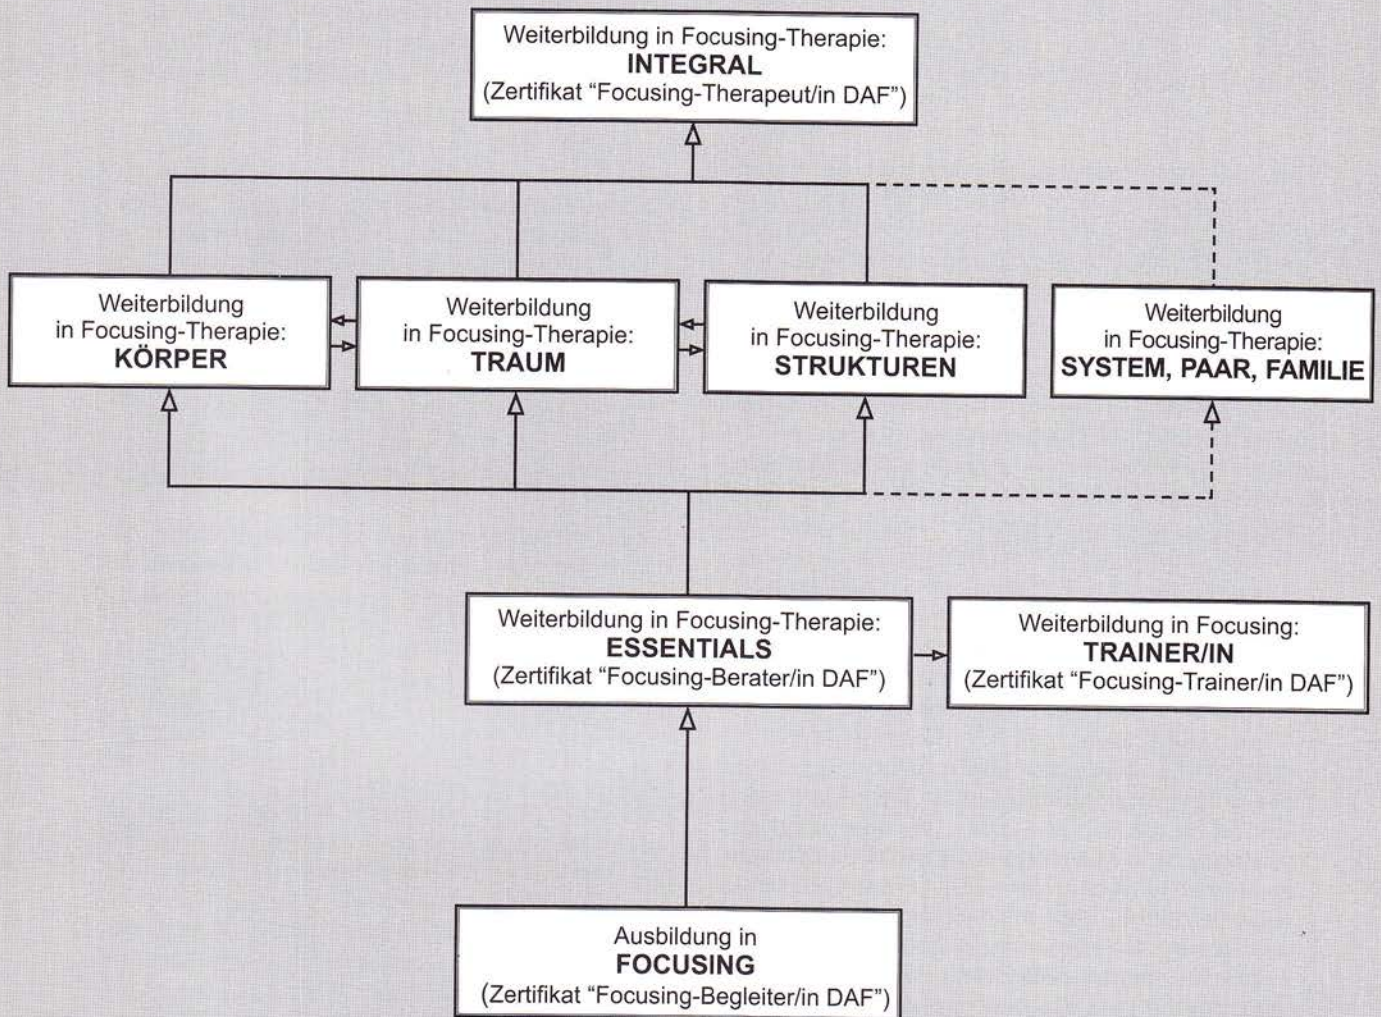 Weiterbildung in Focusing-Therapie:
INTEGRAL
(Zertifikat “Focusing-Therapeut/in DAF”)
Weiterbildung
in Focusing-Therapie:
KÖRPER
Weiterbildung
in Focusing-Therapie:
TRAUM
Weiterbildung
in Focusing-Therapie:
STRUKTUREN
Weiterbildung
in Focusing-Therapie:
SYSTEM, PAAR, FAMILIE
Weiterbildung in Focusing-Therapie:
ESSENTIALS
(Zertifikat “Focusing-Berater/in DAF”)
Weiterbildung in Focusing:
TRAINER/IN
(Zertifikat “Focusing-Trainer/in DAF”)
Ausbildung in
FOCUSING
(Zertifikat “Focusing-Begleiter/in DAF”)